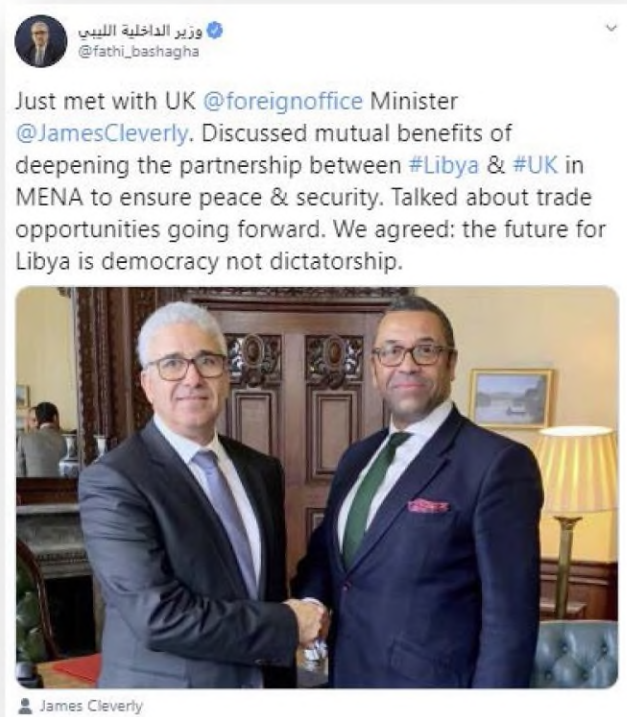 وزير الداخلية الليبي
@fathi_bashagha
Just met with UK @foreignoffice Minister
@JamesCleverly. Discussed mutual benefits of
deepening the partnership between #Libya & #UK in
MENA to ensure peace & security. Talked about trade
opportunities going forward. We agreed: the future for
Libya is democracy not dictatorship.
James Cleverly